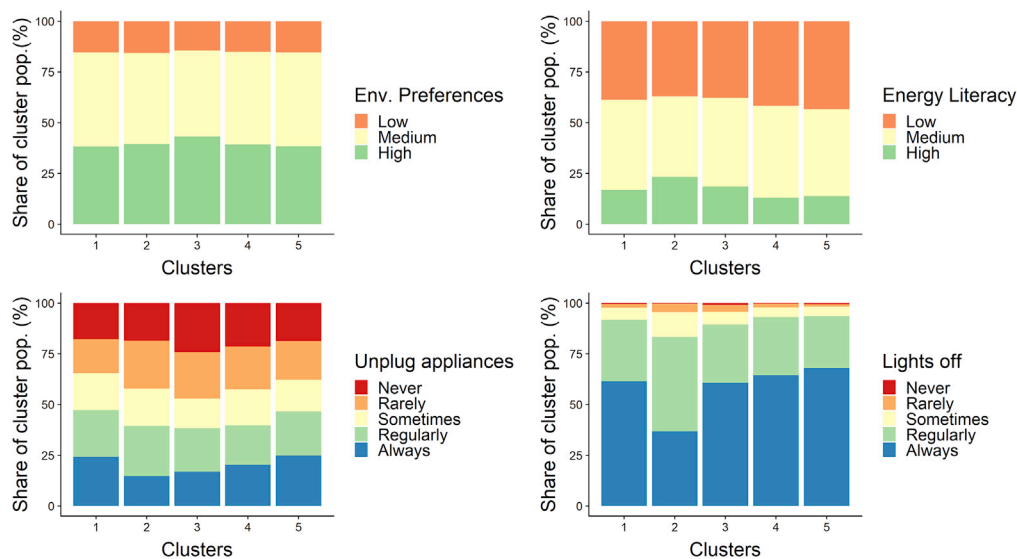 Share of cluster pop.(%)
100
75
50
25
0
1 2 3 4 5
Clusters
Env. Preferences
Low
Medium
High
Share of cluster pop. (%)
100
75
50
25
0
1 2 3 4 5
Clusters
Energy Literacy
Low
Medium
High
Share of cluster pop. (%)
100
75
50
25
0
1 2 3 4 5
Clusters
Unplug appliances
Never
Rarely
Sometimes
Regularly
Always
Share of cluster pop. (%)
100
75
50
25
0
1 2 3 4 5
Clusters
Lights off
Never
Rarely
Sometimes
Regularly
Always